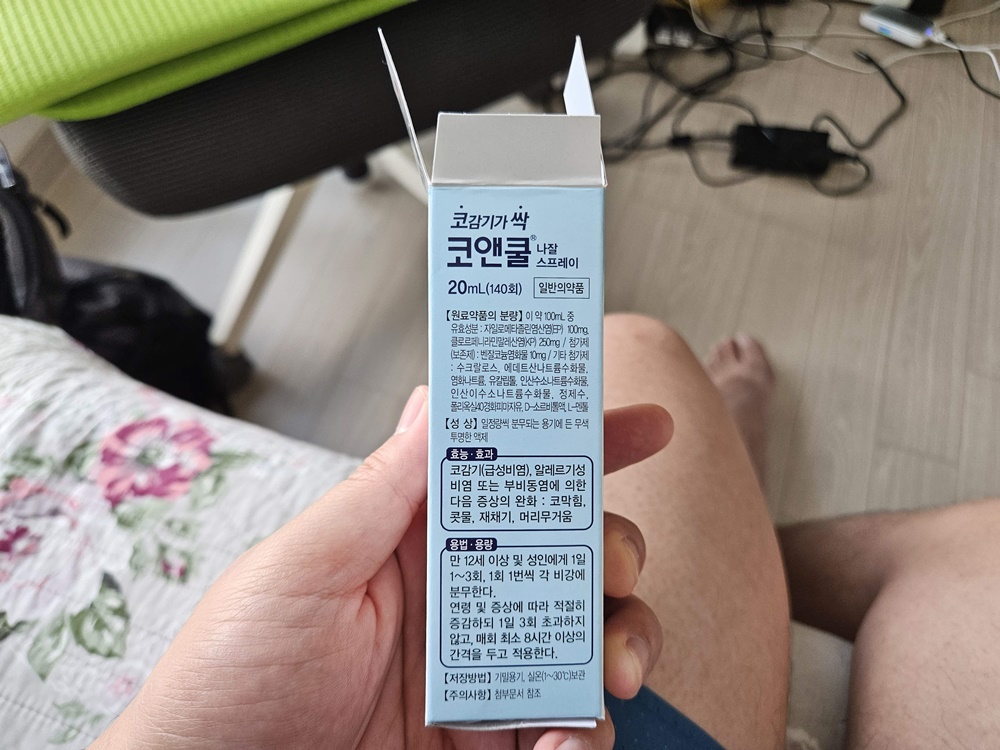 코감기가 싹
코앤쿨® 나잘
스프레이
20mL(140회) 일반의약품
【원료약품의 분량】 이 약 100mL 중
유효성분 : 자일로메타졸린염산염(EP) 100mg,
클로르페니라민말레산염(KP) 250mg / 첨가제
(보존제) : 벤잘코늄염화물 10mg / 기타 첨가제
: 수크랄로스, 에데트산나트륨수화물,
염화나트륨, 유칼립톨, 인산수소나트륨수화물,
인산이수소나트륨수화물, 정제수,
폴리옥실40경화피마자유, D-소르비톨액, L-멘톨
【성 상】 일정량씩 분무되는 용기에 든 무색
투명한 액제
효능·효과
코감기(급성비염), 알레르기성
비염 또는 부비동염에 의한
다음 증상의 완화 : 코막힘,
콧물, 재채기, 머리무거움
용법·용량
만 12세 이상 및 성인에게 1일
1~3회, 1회 1번씩 각 비강에
분무한다.
연령 및 증상에 따라 적절히
증감하되 1일 3회 초과하지
않고, 매회 최소 8시간 이상의
간격을 두고 적용한다.
【저장방법】 기밀용기, 실온(1~30℃)보관
【주의사항】 첨부문서 참조